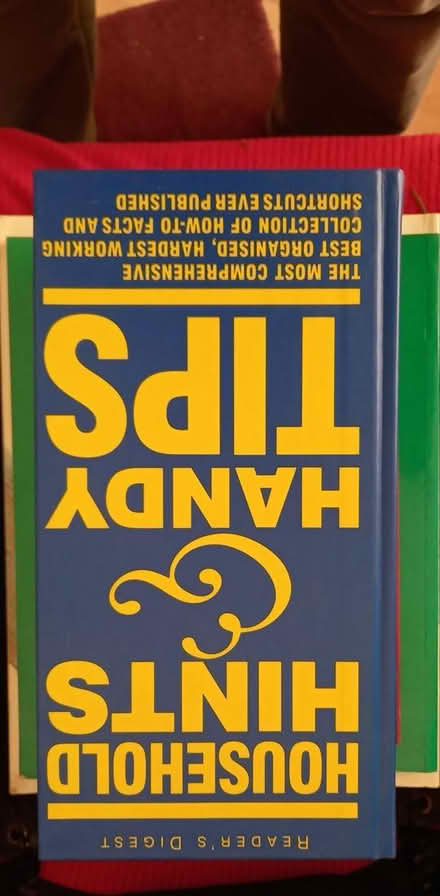 READER'S DIGEST
HOUSEHOLD
HINTS
&
HANDY
TIPS
THE MOST COMPREHENSIVE
BEST ORGANISED, HARDEST WORKING
COLLECTION OF HOW-TO FACTS AND
SHORTCUTS EVER PUBLISHED